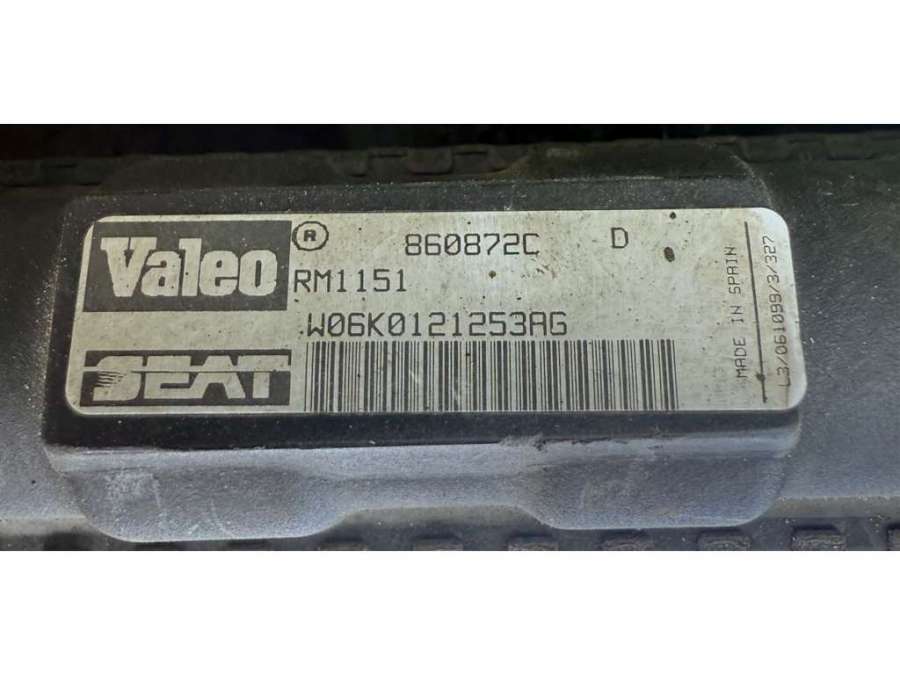 Valeo ® 860872C D
RM1151
W06K0121253AG
SEAT
MADE IN SPAIN
L3/061099/3/327